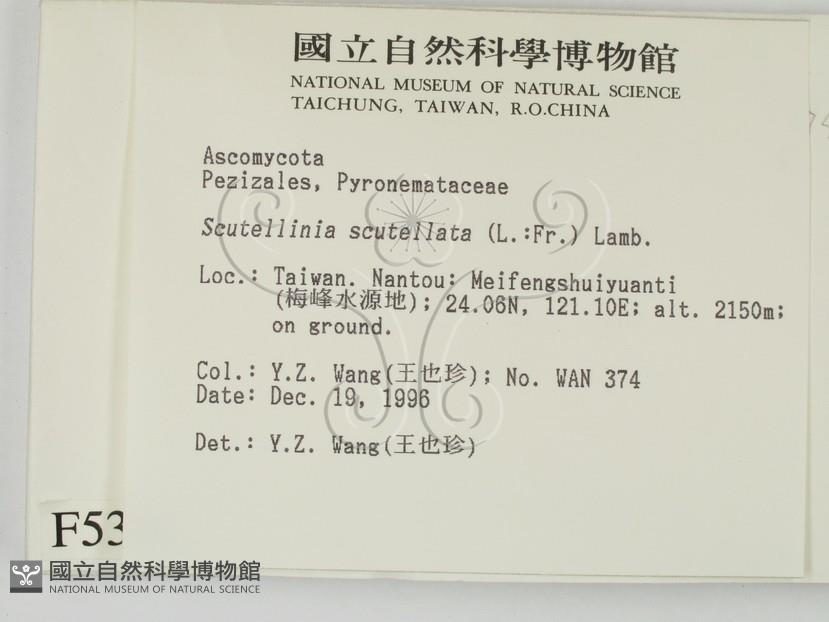 國立自然科學博物館
NATIONAL MUSEUM OF NATURAL SCIENCE
TAICHUNG, TAIWAN, R.O.CHINA
Ascomycota
Pezizales, Pyronemataceae
Scutellinia scutellata (L.:Fr.) Lamb.
Loc.: Taiwan. Nantou: Meifengshuiyuanti
(梅峰水源地); 24.06N, 121.10E; alt. 2150m;
on ground.
Col.: Y.Z. Wang(王也珍); No. WAN 374
Date: Dec. 19, 1996
Det.: Y.Z. Wang(王也珍)
F53
國立自然科學博物館
NATIONAL MUSEUM OF NATURAL SCIENCE